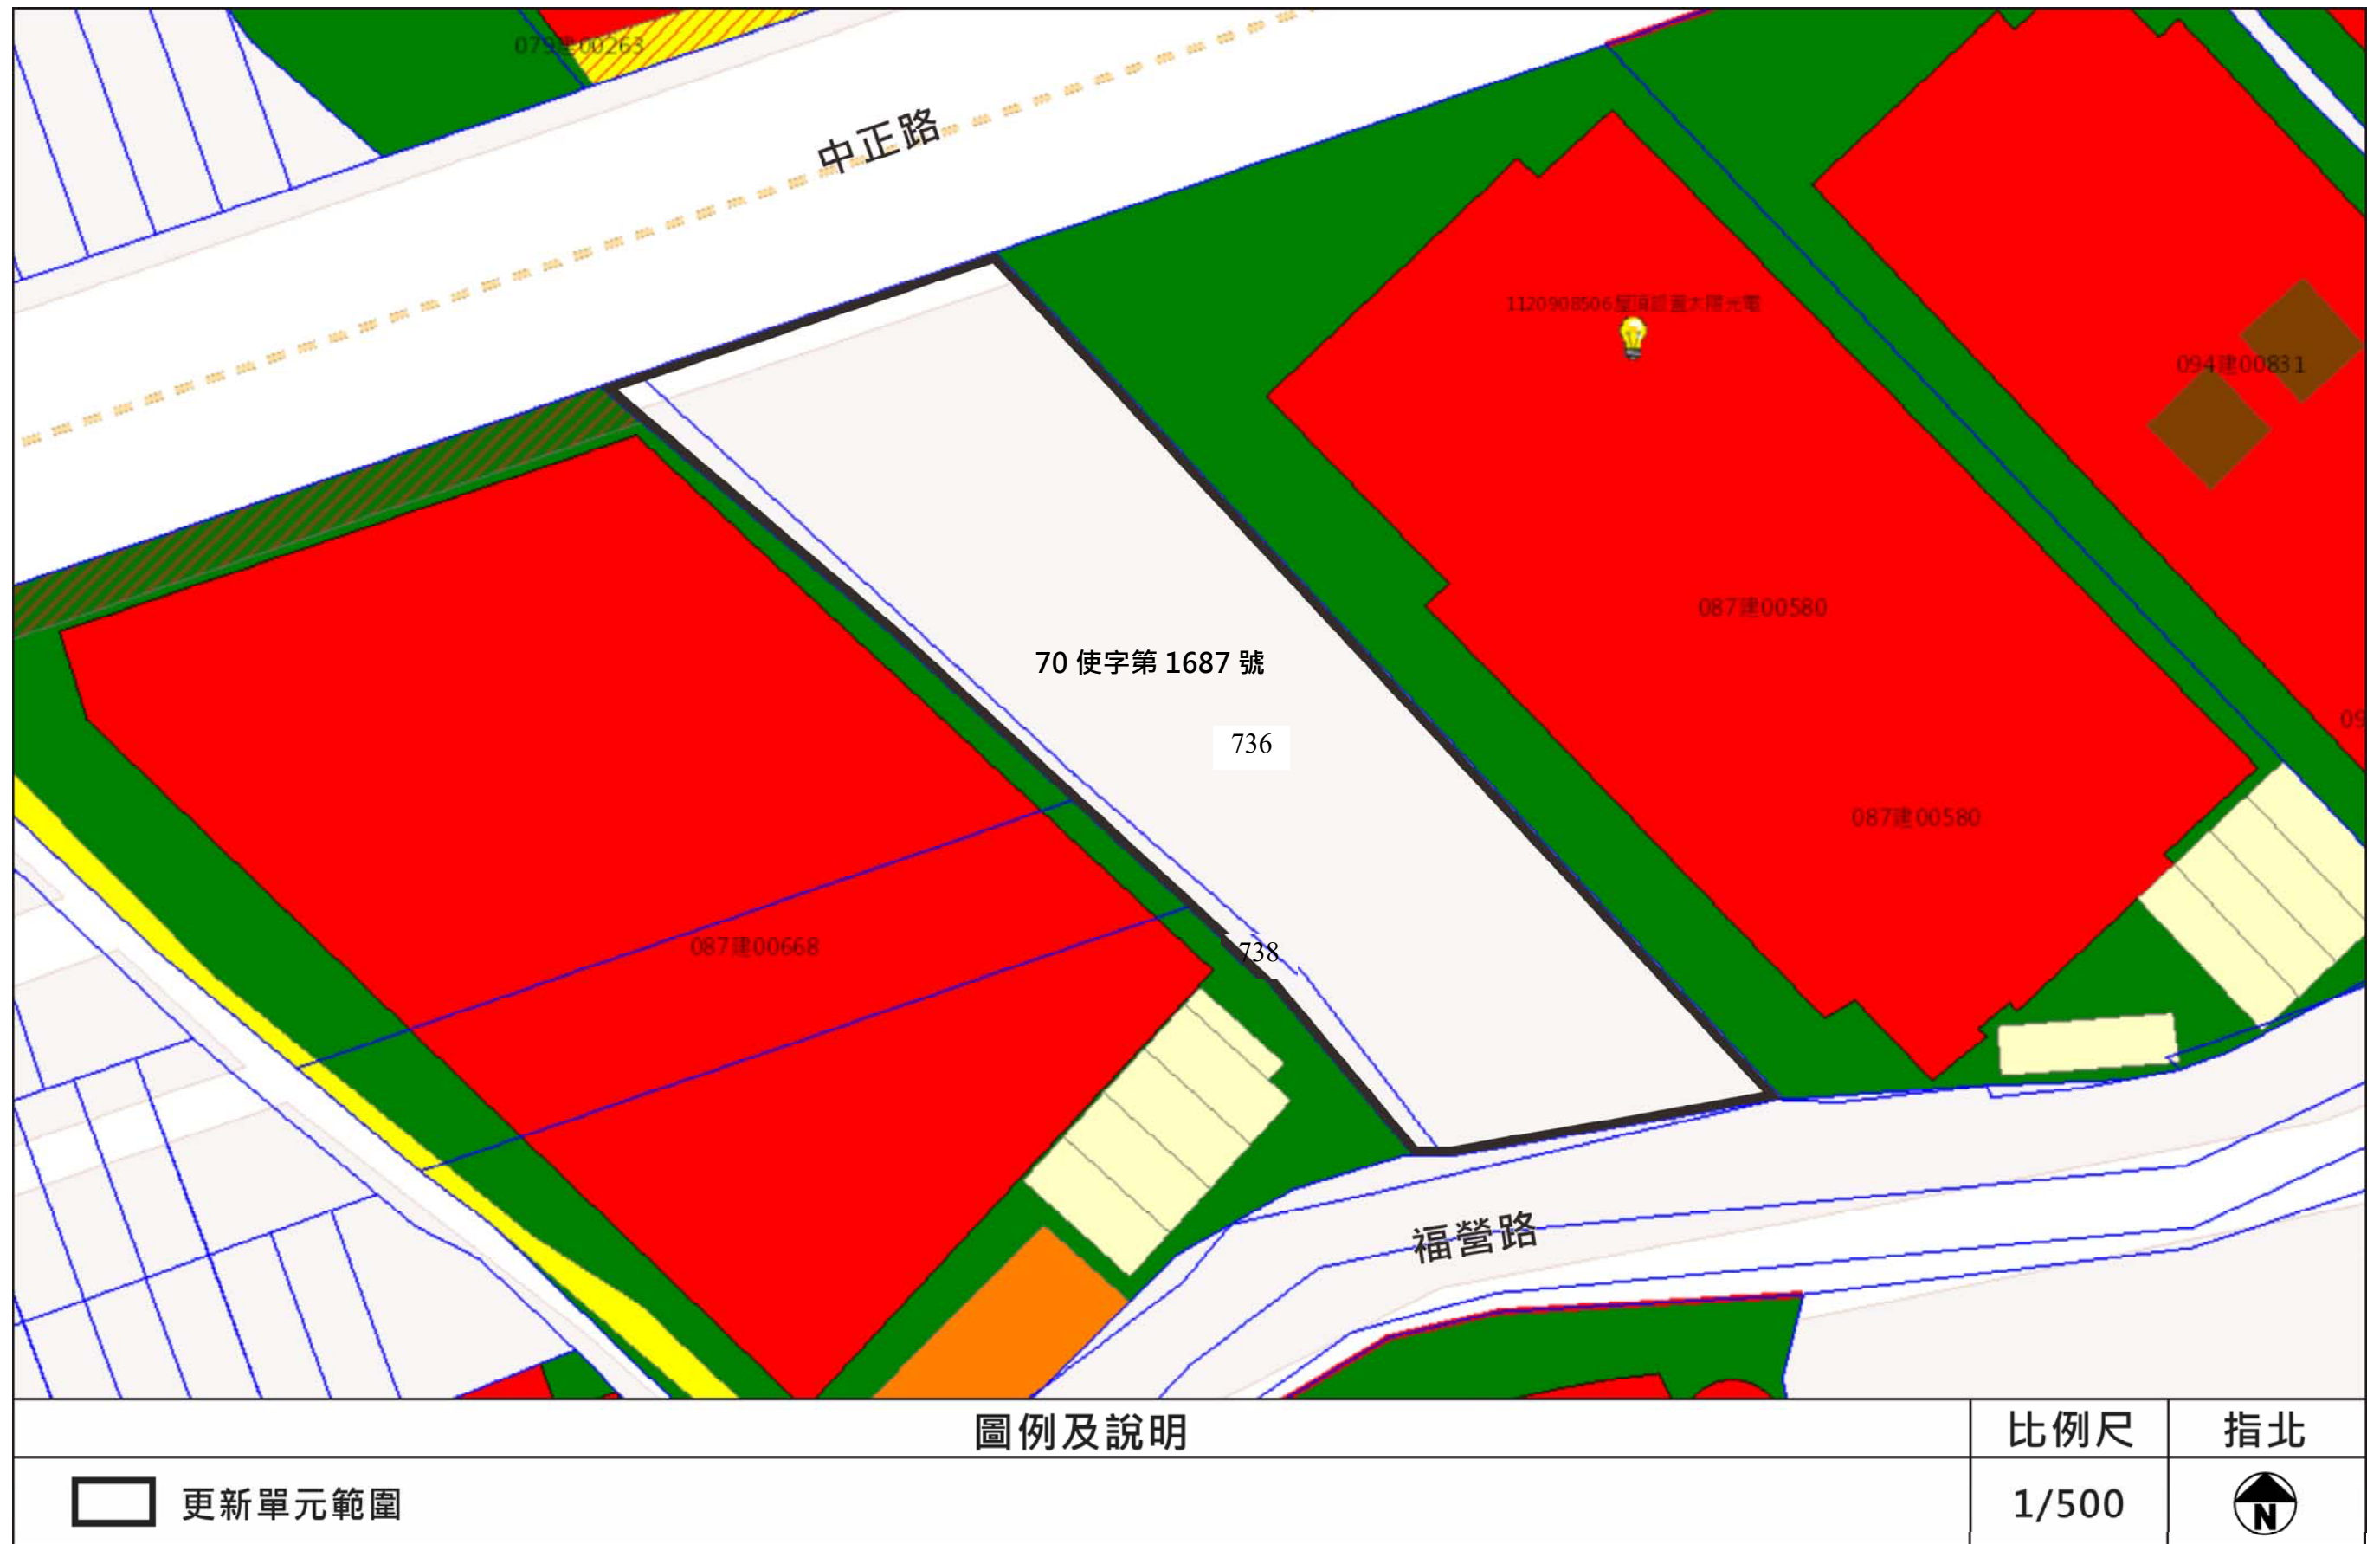 079建00263
中正路
1120908506屋頂設置太陽光電
094建00831
087建00580
70 使字第 1687 號
09
736
087建00580
087建00668
738
福營路
圖例及說明
比例尺
指北
更新單元範圍
1/500
N